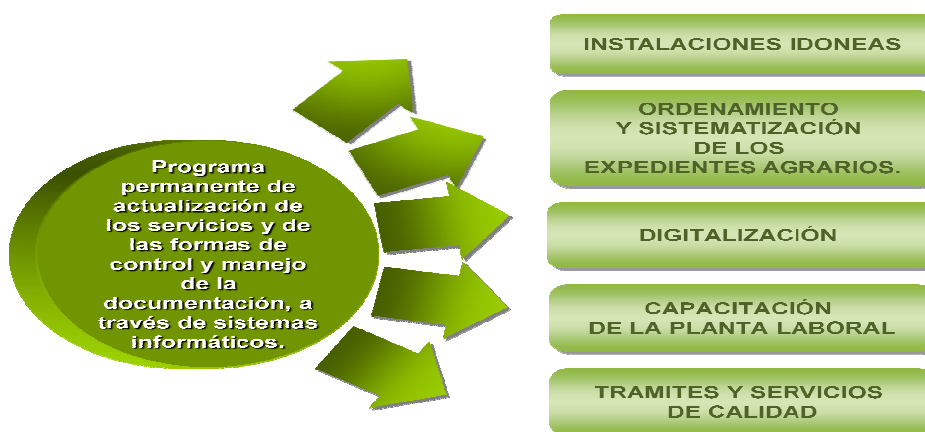 Programa
permanente de
actualización de
los servicios y de
las formas de
control y manejo
de la
documentación, a
través de sistemas
informáticos.
INSTALACIONES IDONEAS
ORDENAMIENTO
Y SISTEMATIZACIÓN
DE LOS
EXPEDIENTES AGRARIOS.
DIGITALIZACIÓN
CAPACITACIÓN
DE LA PLANTA LABORAL
TRAMITES Y SERVICIOS
DE CALIDAD